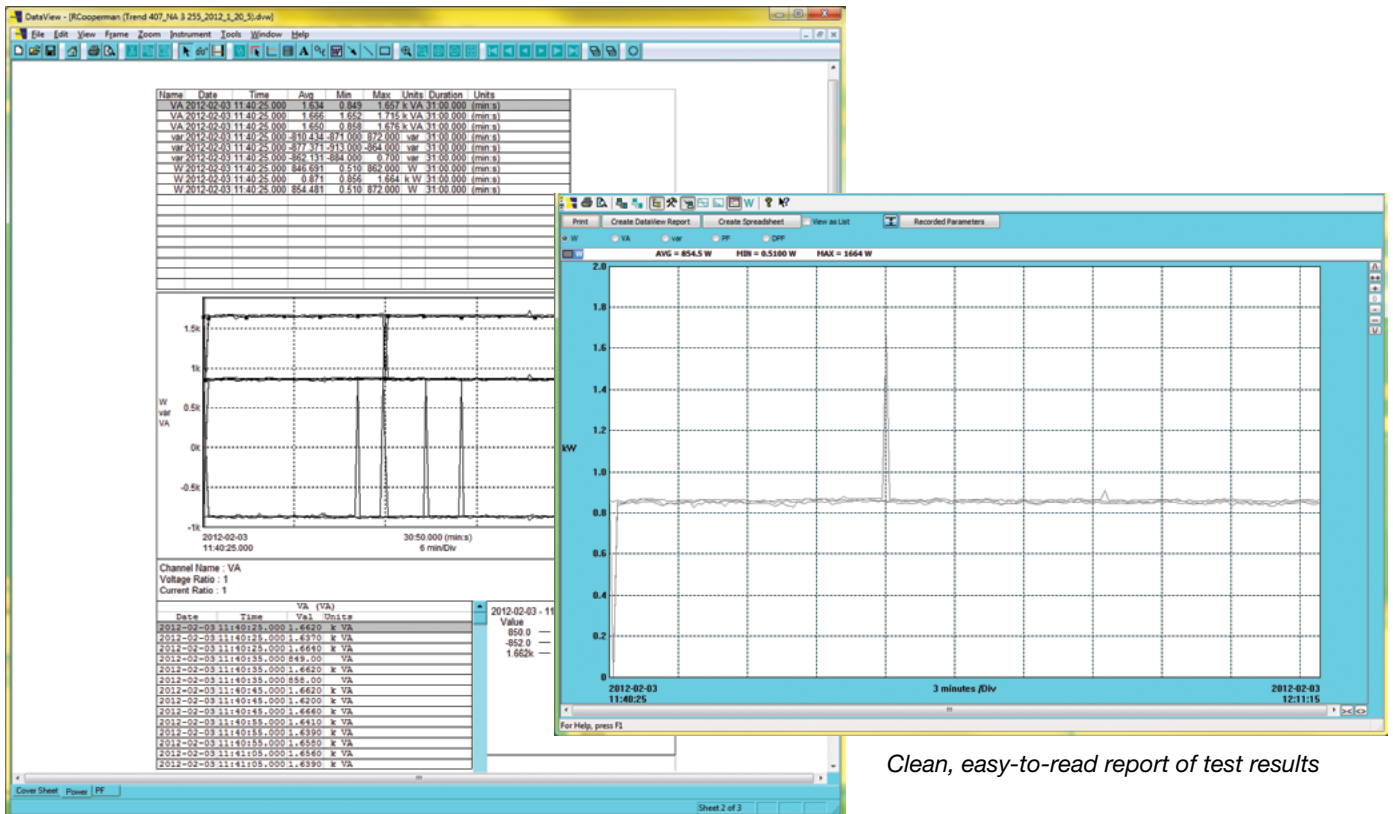 DataView - [RCooperman (Trend 407_NA 3 255_2012_1_20_5).dvw]
File Edit View Frame Zoom Instrument Tools Window Help
Name Date Time Avg Min Max Units Duration Units
VA 2012-02-03 11:40:25.000 1.634 0.849 1.657 k VA 31:00.000 (min:s)
VA 2012-02-03 11:40:25.000 1.666 1.652 1.715 k VA 31:00.000 (min:s)
VA 2012-02-03 11:40:25.000 1.650 0.858 1.676 k VA 31:00.000 (min:s)
var 2012-02-03 11:40:25.000 -810.434 -871.000 872.000 var 31:00.000 (min:s)
var 2012-02-03 11:40:25.000 -877.371 -913.000 -864.000 var 31:00.000 (min:s)
var 2012-02-03 11:40:25.000 -862.131 -884.000 0.700 var 31:00.000 (min:s)
W 2012-02-03 11:40:25.000 846.691 0.510 862.000 W 31:00.000 (min:s)
W 2012-02-03 11:40:25.000 0.871 0.856 1.664 k W 31:00.000 (min:s)
W 2012-02-03 11:40:25.000 854.481 0.510 872.000 W 31:00.000 (min:s)
1.5k
1k
W
var
VA
0.5k
0k
-0.5k
-1k
2012-02-03 30:50.000 (min:s)
11:40:25.000 6 min/Div
Channel Name : VA
Voltage Ratio : 1
Current Ratio : 1
VA (VA)
Date Time Val Units
2012-02-03 11:40:25.000 1.6620 k VA
2012-02-03 11:40:25.000 1.6370 k VA
2012-02-03 11:40:25.000 1.6640 k VA
2012-02-03 11:40:35.000 849.00 VA
2012-02-03 11:40:35.000 1.6620 k VA
2012-02-03 11:40:35.000 858.00 VA
2012-02-03 11:40:45.000 1.6620 k VA
2012-02-03 11:40:45.000 1.6200 k VA
2012-02-03 11:40:45.000 1.6660 k VA
2012-02-03 11:40:55.000 1.6410 k VA
2012-02-03 11:40:55.000 1.6390 k VA
2012-02-03 11:40:55.000 1.6580 k VA
2012-02-03 11:41:05.000 1.6560 k VA
2012-02-03 11:41:05.000 1.6390 k VA
2012-02-03 - 11
Value
850.0
-852.0
1.662k
Cover Sheet Power PF
Sheet 2 of 3
Print Create DataView Report Create Spreadsheet View as List Recorded Parameters
W VA var PF DPF
W AVG = 854.5 W MIN = 0.5100 W MAX = 1664 W
2.0
1.8
1.6
1.4
1.2
kW
1.0
0.8
0.6
0.4
0.2
0
2012-02-03 3 minutes /Div 2012-02-03
11:40:25 12:11:15
For Help, press F1
Clean, easy-to-read report of test results